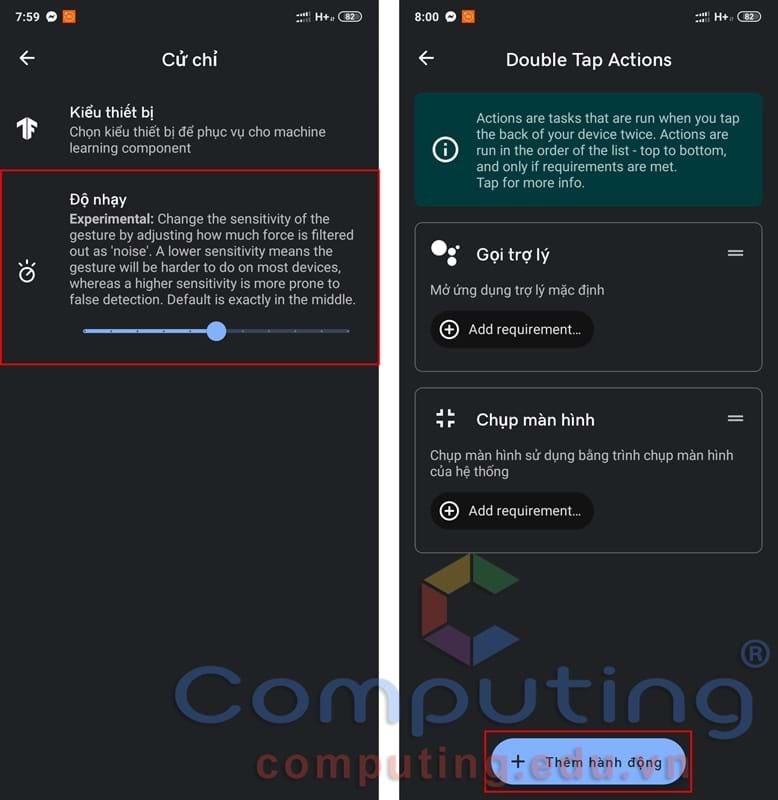 7:59
H+
82
Cử chỉ
Kiểu thiết bị
Chọn kiểu thiết bị để phục vụ cho machine
learning component
Độ nhạy
Experimental: Change the sensitivity of the
gesture by adjusting how much force is filtered
out as 'noise'. A lower sensitivity means the
gesture will be harder to do on most devices,
whereas a higher sensitivity is more prone to
false detection. Default is exactly in the middle.
8:00
H+
82
Double Tap Actions
Actions are tasks that are run when you tap
the back of your device twice. Actions are
run in the order of the list - top to bottom,
and only if requirements are met.
Tap for more info.
Gọi trợ lý
Mở ứng dụng trợ lý mặc định
Add requirement...
Chụp màn hình
Chụp màn hình sử dụng bằng trình chụp màn hình
của hệ thống
Add requirement...
Computing®
computing.edu.vn
+ Thêm hành động